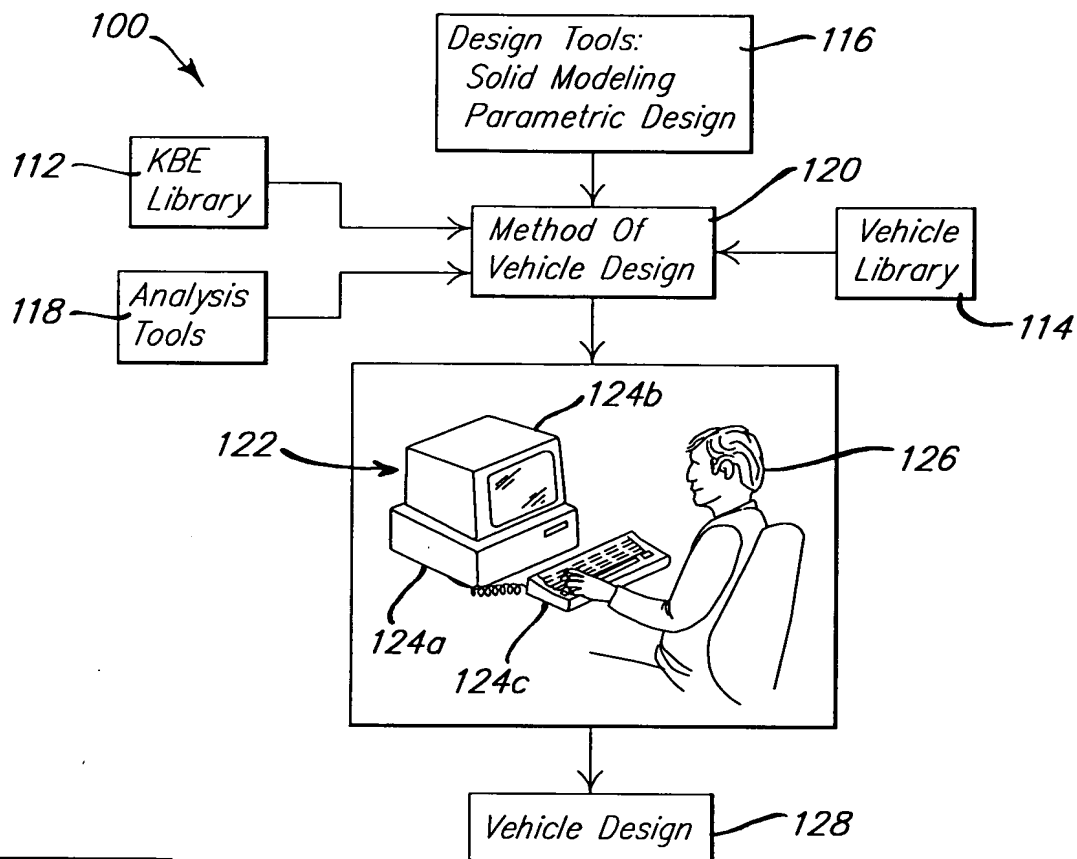 100
Design Tools:
Solid Modeling
Parametric Design
116
112
KBE
Library
120
Method Of
Vehicle Design
Vehicle
Library
114
118
Analysis
Tools
124b
122
126
124a
124c
Vehicle Design
128